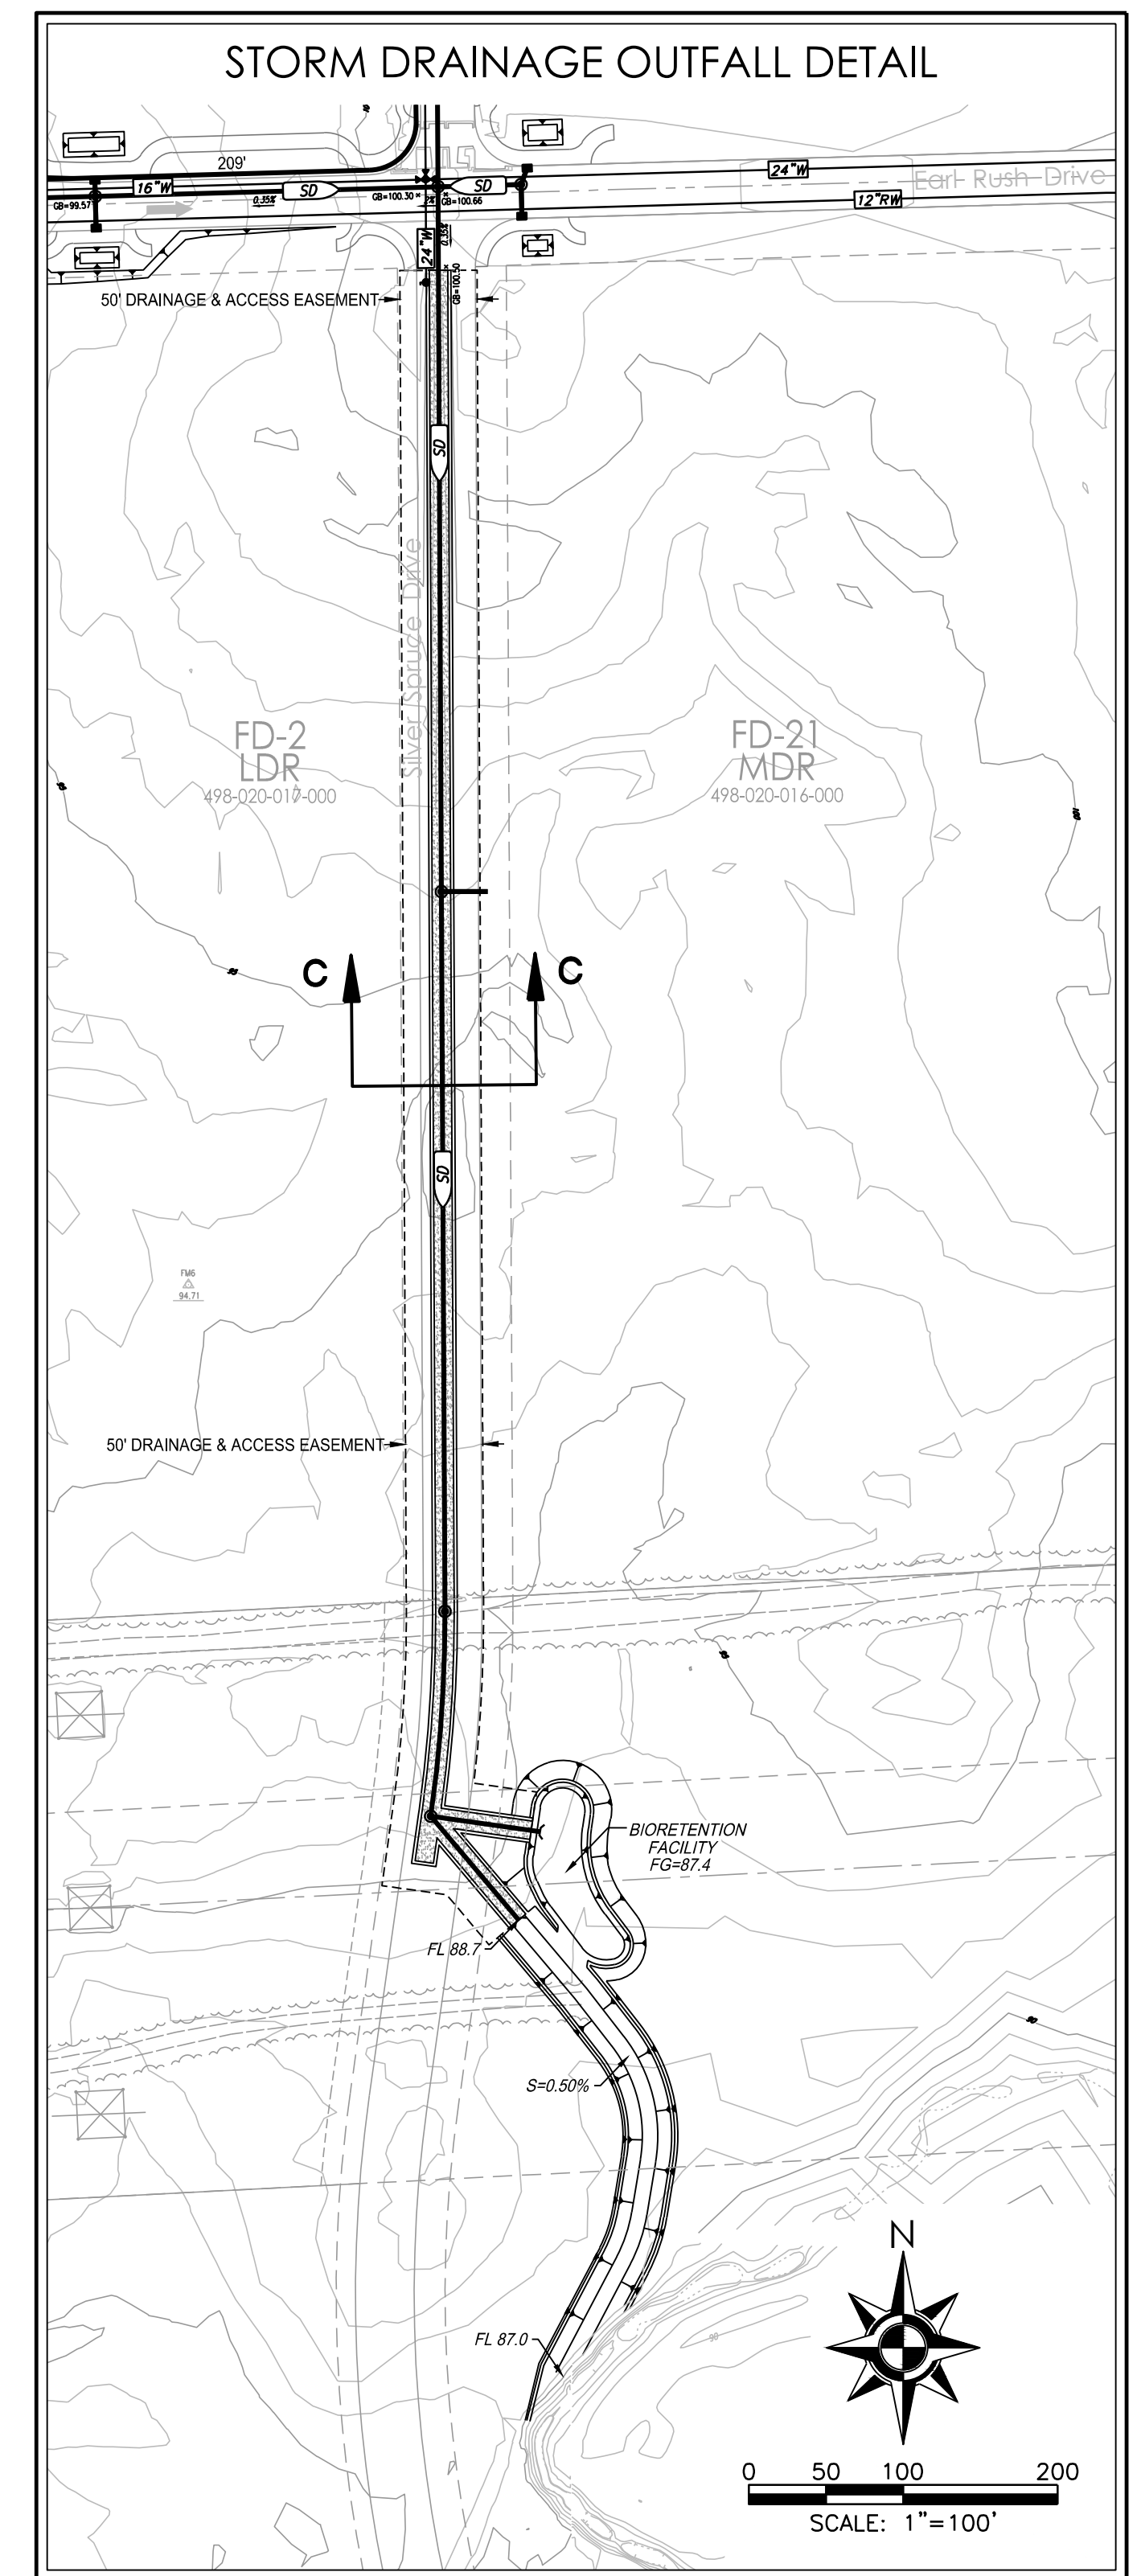 STORM DRAINAGE OUTFALL DETAIL
209'
24"W
16"W
SD
SD
Earl Rush Drive
12"RW
GB=99.57
0.35%
GB=100.30
2%
GB=100.66
0.35%
24"W
GB=100.50
50' DRAINAGE & ACCESS EASEMENT
SD
Silver Spruce Drive
FD-2
LDR
498-020-017-000
FD-21
MDR
498-020-016-000
100
95
C
C
SD
FM6
94.71
50' DRAINAGE & ACCESS EASEMENT
BIORETENTION
FACILITY
FG=87.4
FL 88.7
S=0.50%
FL 87.0
90
N
0 50 100 200
SCALE: 1"=100'